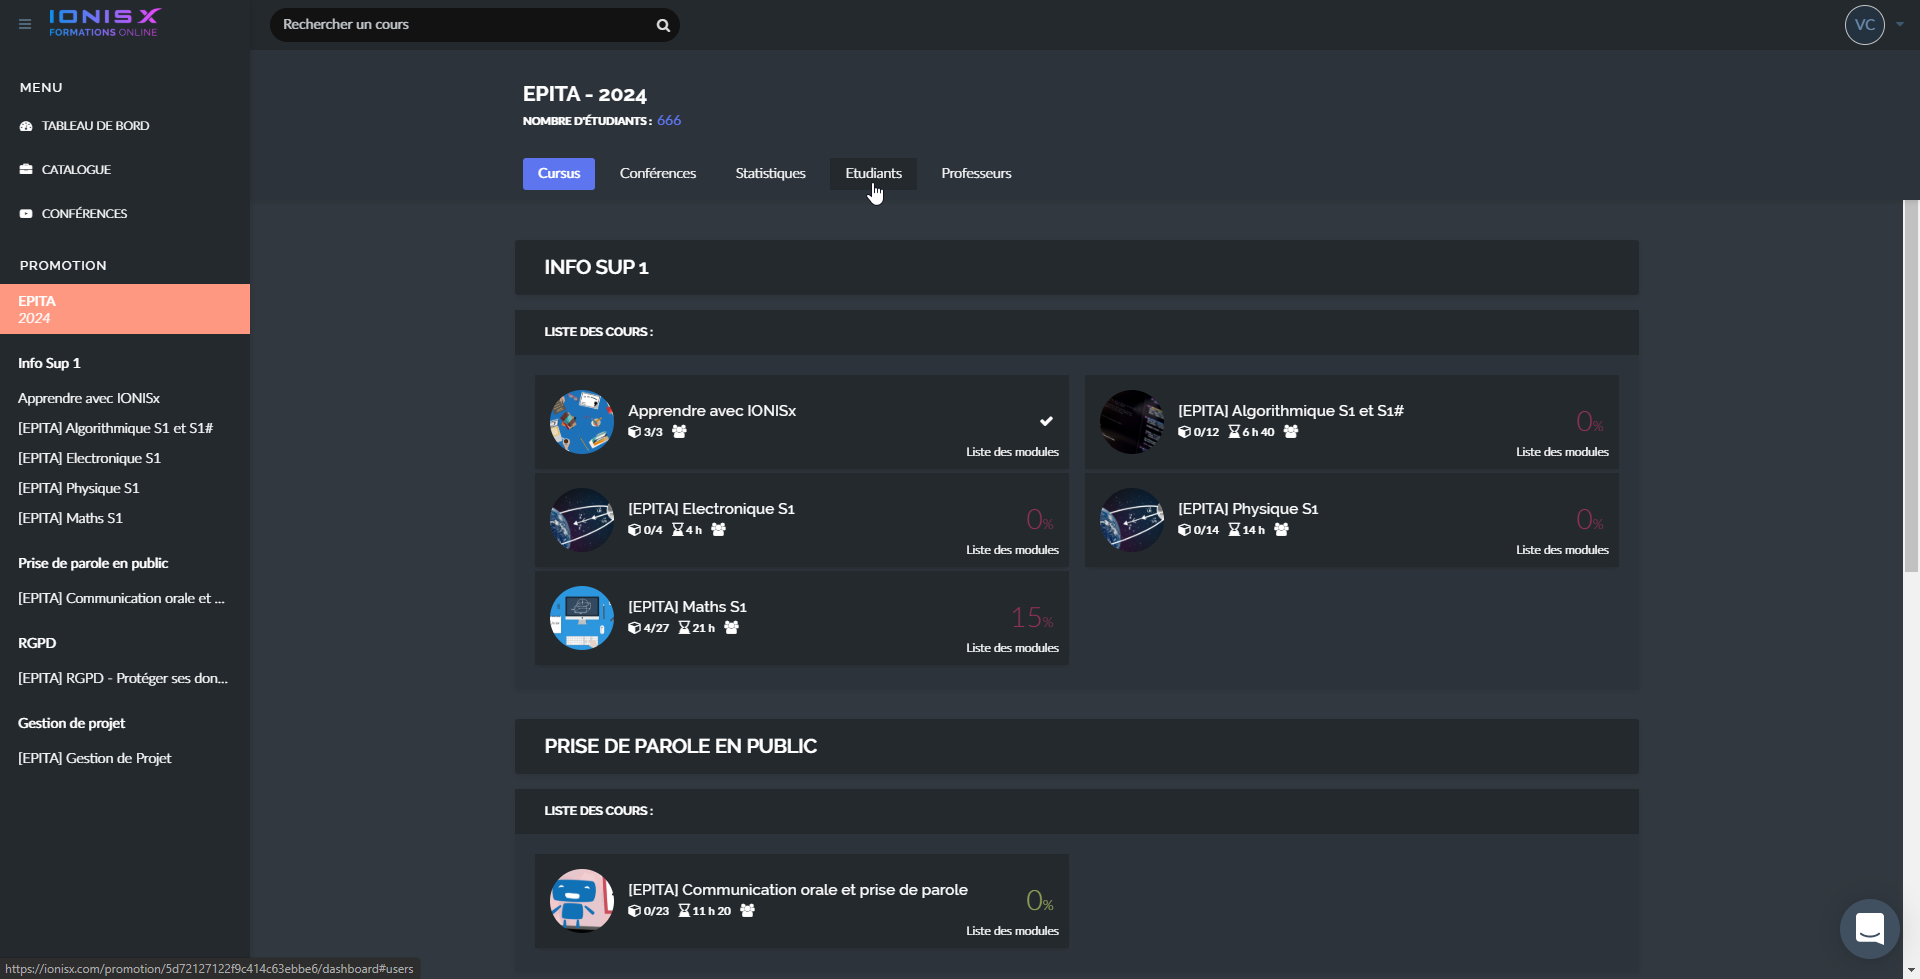 IONIS X
FORMATIONS ONLINE
Rechercher un cours
VC
MENU
TABLEAU DE BORD
CATALOGUE
CONFÉRENCES
PROMOTION
EPITA
2024
Info Sup 1
Apprendre avec IONISx
[EPITA] Algorithmique S1 et S1#
[EPITA] Electronique S1
[EPITA] Physique S1
[EPITA] Maths S1
Prise de parole en public
[EPITA] Communication orale et ...
RGPD
[EPITA] RGPD - Protéger ses don...
Gestion de projet
[EPITA] Gestion de Projet
EPITA - 2024
NOMBRE D'ÉTUDIANTS : 666
Cursus Conférences Statistiques Etudiants Professeurs
INFO SUP 1
LISTE DES COURS :
Apprendre avec IONISx
3/3
Liste des modules
[EPITA] Algorithmique S1 et S1#
0/12 6 h 40
0%
Liste des modules
[EPITA] Electronique S1
0/4 4 h
0%
Liste des modules
[EPITA] Physique S1
0/14 14 h
0%
Liste des modules
[EPITA] Maths S1
4/27 21 h
15%
Liste des modules
PRISE DE PAROLE EN PUBLIC
LISTE DES COURS :
[EPITA] Communication orale et prise de parole
0/23 11 h 20
0%
Liste des modules
https://ionisx.com/promotion/5d72127122f9c414c63ebbe6/dashboard#users